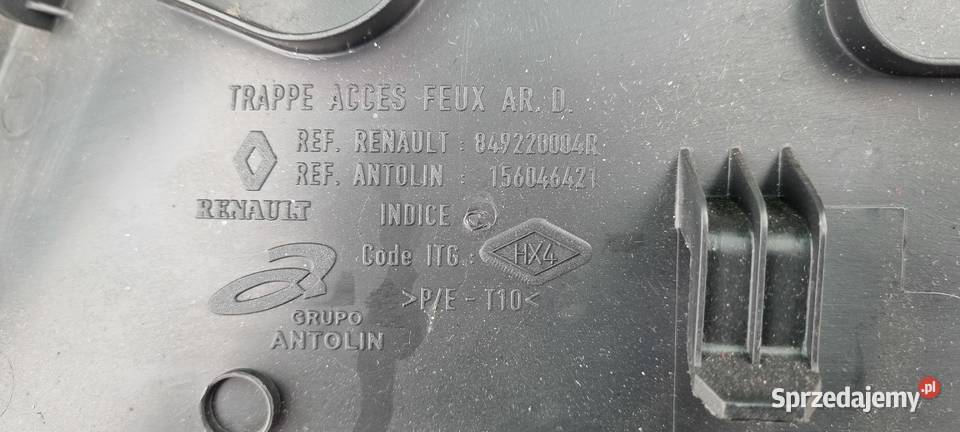 TRAPPE ACCES FEUX AR. D.
REF. RENAULT : 849220004R
REF. ANTOLIN : 156046421
RENAULT
INDICE
Code ITG. : HX4
>P/E - T10<
GRUPO
ANTOLIN
Sprzedajemy.pl